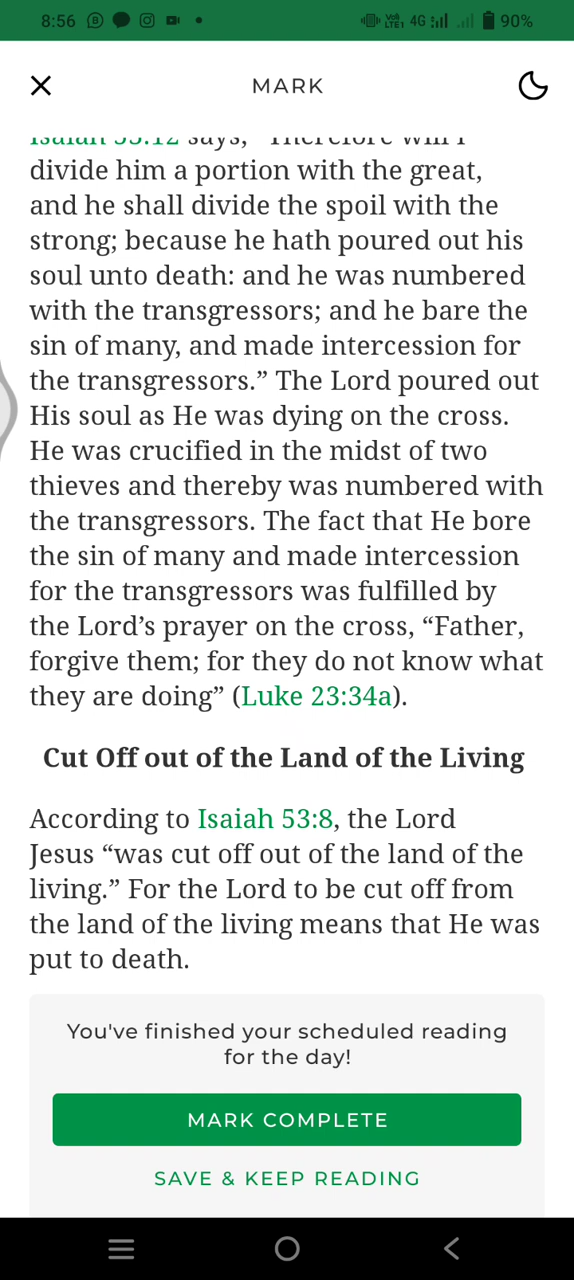 8:56
VoLTE1 4G 90%
MARK
Isaiah 53:12 says, “Therefore will I
divide him a portion with the great,
and he shall divide the spoil with the
strong; because he hath poured out his
soul unto death: and he was numbered
with the transgressors; and he bare the
sin of many, and made intercession for
the transgressors.” The Lord poured out
His soul as He was dying on the cross.
He was crucified in the midst of two
thieves and thereby was numbered with
the transgressors. The fact that He bore
the sin of many and made intercession
for the transgressors was fulfilled by
the Lord’s prayer on the cross, “Father,
forgive them; for they do not know what
they are doing” (Luke 23:34a).
Cut Off out of the Land of the Living
According to Isaiah 53:8, the Lord
Jesus “was cut off out of the land of the
living.” For the Lord to be cut off from
the land of the living means that He was
put to death.
You've finished your scheduled reading
for the day!
MARK COMPLETE
SAVE & KEEP READING